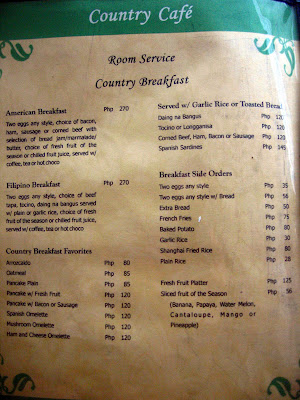 Country Café
Room Service
Country Breakfast
American Breakfast Php 270
Two eggs any style, choice of bacon,
ham, sausage or corned beef with
selection of bread jam/marmalade/
butter, choice of fresh fruit of the
season or chilled fruit juice, served w/
coffee, tea or hot choco
Filipino Breakfast Php 270
Two eggs any style, choice of beef
tapa, tocino, daing na bangus served
w/ plain or garlic rice, choice of fresh
fruit of the season or chilled fruit juice,
served w/ coffee, tea or hot choco
Country Breakfast Favorites
Arrozcaldo Php 80
Oatmeal Php 85
Pancake Plain Php 85
Pancake w/ Fresh Fruit Php 120
Pancake w/ Bacon or Sausage Php 120
Spanish Omelette Php 120
Mushroom Omelette Php 120
Ham and Cheese Omelette Php 120
Served w/ Garlic Rice or Toasted Bread
Daing na Bangus Php 120
Tocino or Longganisa Php 120
Corned Beef, Ham, Bacon or Sausage Php 120
Spanish Sardines Php 145
Breakfast Side Orders
Two eggs any style Php 35
Two eggs any style w/ Bread Php 56
Extra Bread Php 50
French Fries Php 75
Baked Potato Php 80
Garlic Rice Php 30
Shanghai Fried Rice Php 80
Plain Rice Php 28
Fresh Fruit Platter Php 125
Sliced fruit of the Season Php 56
(Banana, Papaya, Water Melon,
Cantaloupe, Mango or
Pineapple)